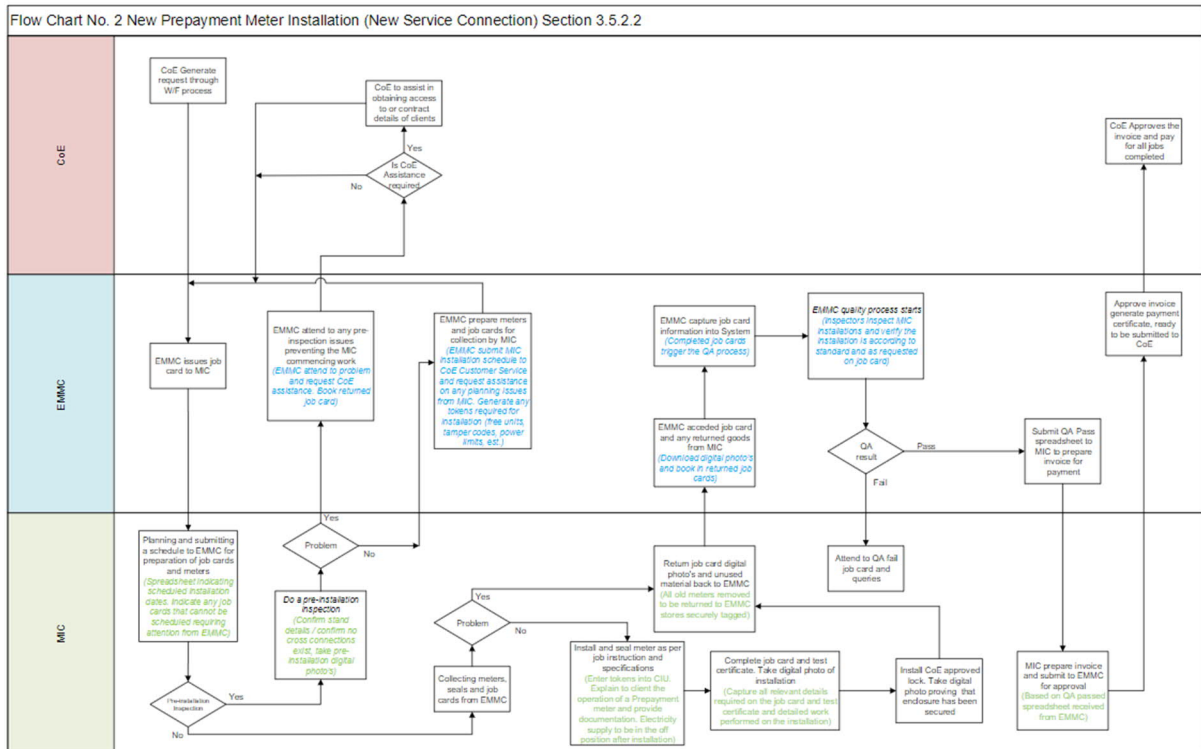 Flow Chart No. 2 New Prepayment Meter Installation (New Service Connection) Section 3.5.2.2
CoE
CoE Generate
request through
W/F process
CoE to assist in
obtaining access
to or contract
details of clients
Yes
Is CoE
Assistance
required
No
CoE Approves the
invoice and pay
for all jobs
completed
EMMC
EMMC issues job
card to MIC
EMMC attend to any pre-
inspection issues
preventing the MIC
commencing work
(EMMC attend to problem
and request CoE
assistance. Book returned
job card)
EMMC prepare meters
and job cards for
collection by MIC
(EMMC submit MIC
installation schedule to
CoE Customer Service
and request assistance
on any planning issues
from MIC. Generate any
tokens required for
installation (free units,
tamper codes, power
limits, est.)
EMMC capture job card
information into System
(Completed job cards
trigger the QA process)
EMMC acceded job card
and any returned goods
from MIC
(Download digital photo's
and book in returned job
cards)
EMMC quality process starts
(Inspectors inspect MIC
installations and verify the
installation is according to
standard and as requested
on job card)
QA
result
Pass
Fail
Submit QA Pass
spreadsheet to
MIC to prepare
invoice for
payment
Approve invoice
generate payment
certificate, ready
to be submitted to
CoE
MIC
Planning and submitting
a schedule to EMMC for
preparation of job cards
and meters
(Spreadsheet indicating
scheduled installation
dates. Indicate any job
cards that cannot be
scheduled requiring
attention from EMMC)
Pre-installation
Inspection
Yes
No
Do a pre-installation
inspection
(Confirm stand
details / confirm no
cross connections
exist, take pre-
installation digital
photo's)
Problem
Yes
No
Collecting meters,
seals and job
cards from EMMC
Problem
Yes
No
Return job card digital
photo's and unused
material back to EMMC
(All old meters removed
to be returned to EMMC
stores securely tagged)
Install and seal meter as per
job instruction and
specifications
(Enter tokens into CIU.
Explain to client the
operation of a Prepayment
meter and provide
documentation. Electricity
supply to be in the off
position after installation)
Complete job card and test
certificate. Take digital photo of
installation
(Capture all relevant details
required on the job card and test
certificate and detailed work
performed on the installation)
Install CoE approved
lock. Take digital
photo proving that
enclosure has been
secured
Attend to QA fail
job card and
queries
MIC prepare invoice
and submit to EMMC
for approval
(Based on QA passed
spreadsheet received
from EMMC)